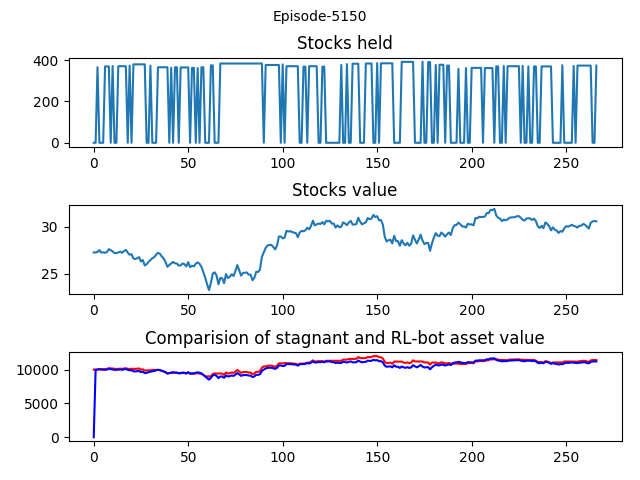 Episode-5150
Stocks held
400
200
0
0 50 100 150 200 250
Stocks value
30
25
0 50 100 150 200 250
Comparision of stagnant and RL-bot asset value
10000
5000
0
0 50 100 150 200 250